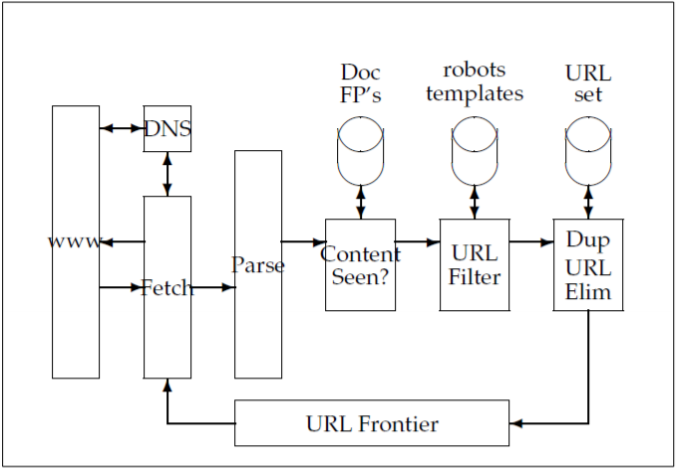 Doc
FP's
robots
templates
URL
set
DNS
www
Fetch
Parse
Content
Seen?
URL
Filter
Dup
URL
Elim
URL Frontier